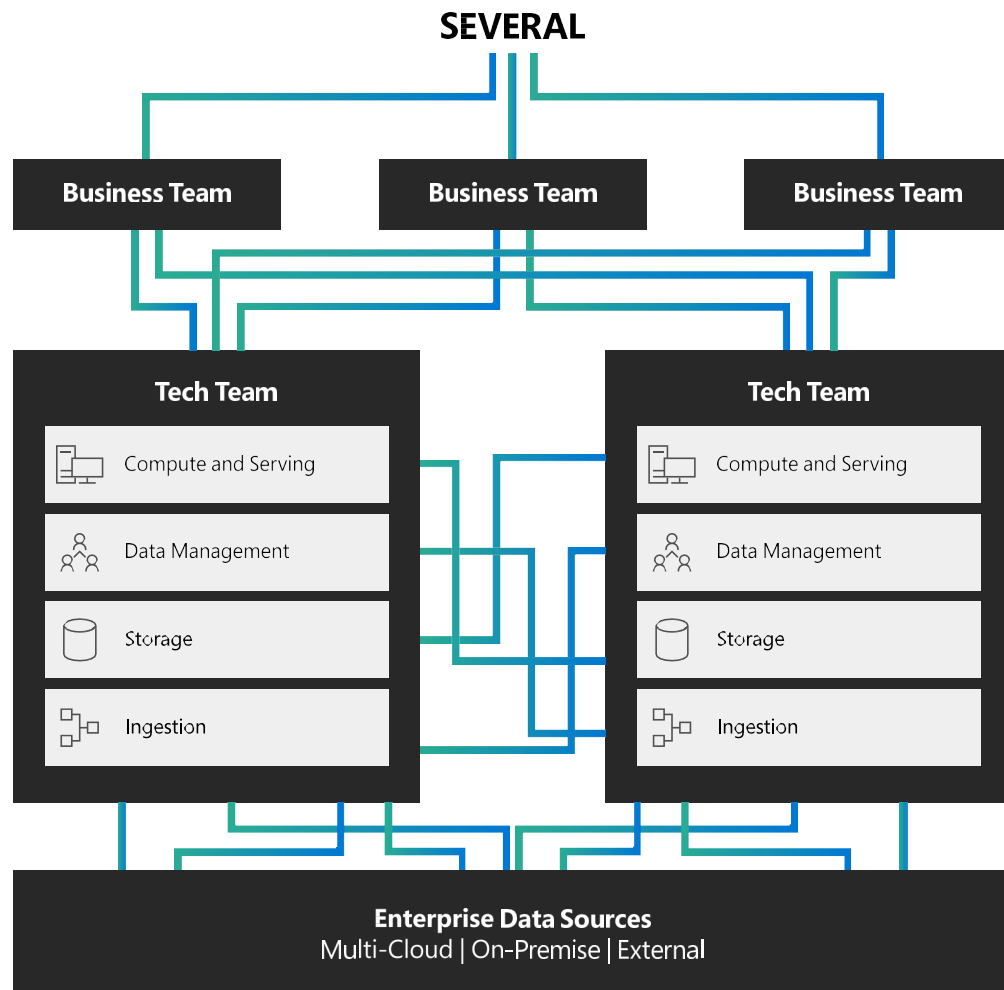 SEVERAL
Business Team
Business Team
Business Team
Tech Team
Compute and Serving
Data Management
Storage
Ingestion
Tech Team
Compute and Serving
Data Management
Storage
Ingestion
Enterprise Data Sources
Multi-Cloud | On-Premise | External